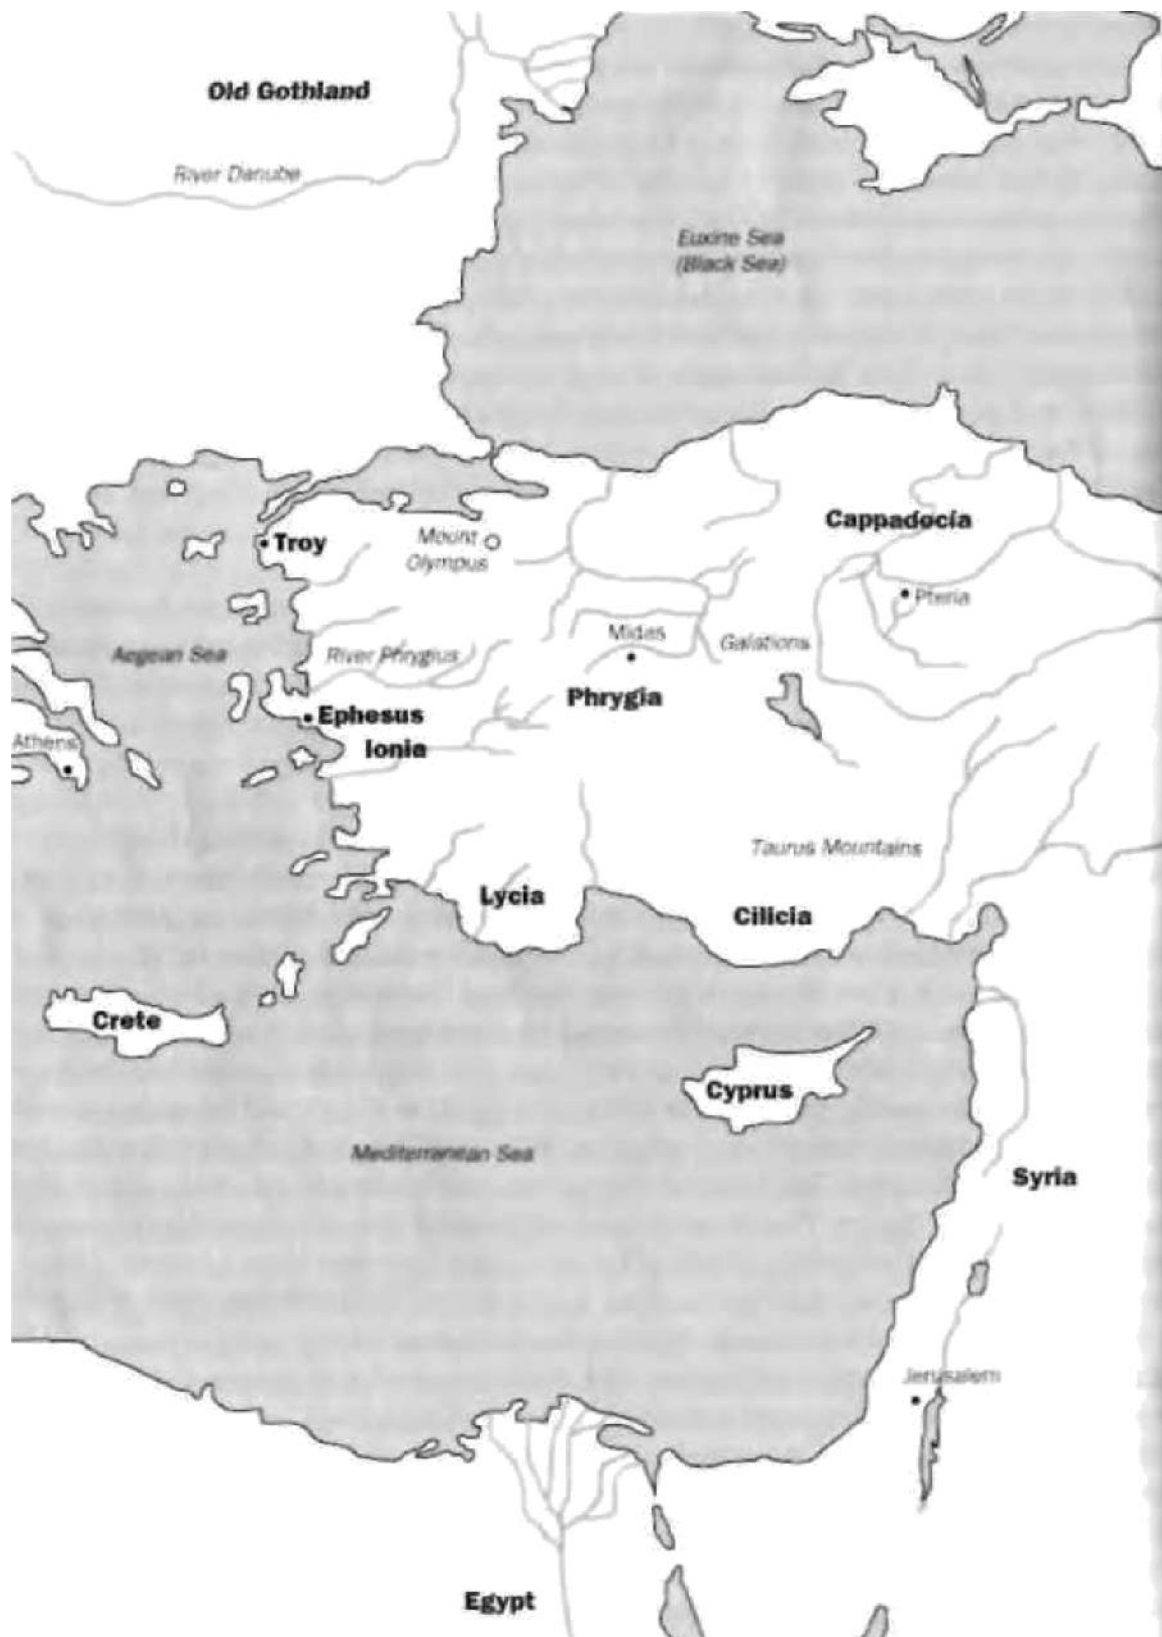 Old Gothland
River Danube
Euxine Sea
(Black Sea)
Cappadocia
Troy
Mount
Olympus
Pteria
Midas
Galations
Aegean Sea
River Phrygius
Phrygia
Ephesus
Athens
Ionia
Taurus Mountains
Lycia
Cilicia
Crete
Cyprus
Mediterranean Sea
Syria
Jerusalem
Egypt